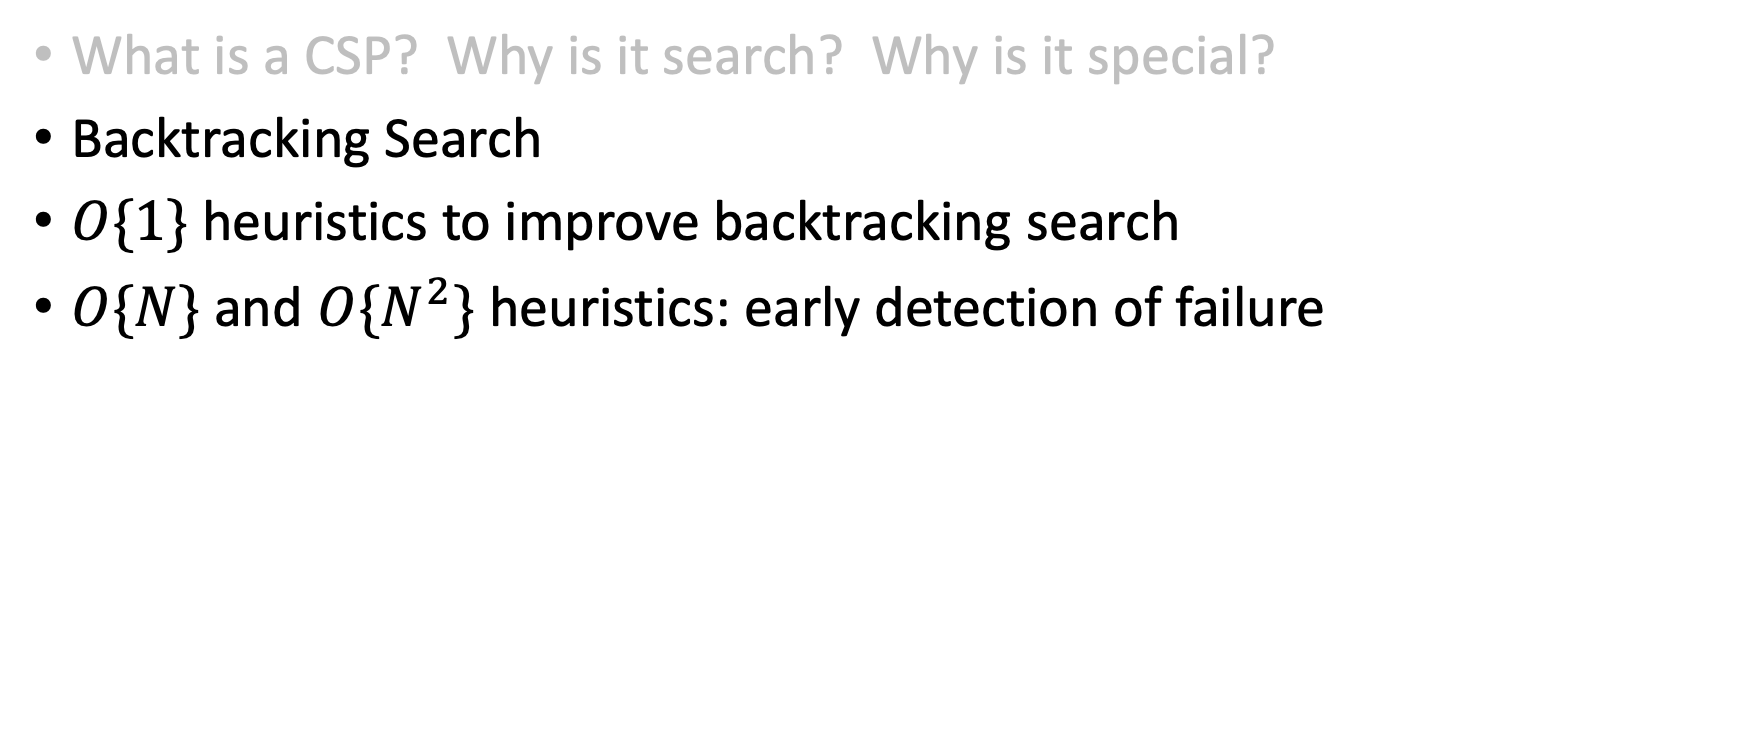 • What is a CSP? Why is it search? Why is it special?
• Backtracking Search
• O{1} heuristics to improve backtracking search
• O{N} and O{N²} heuristics: early detection of failure